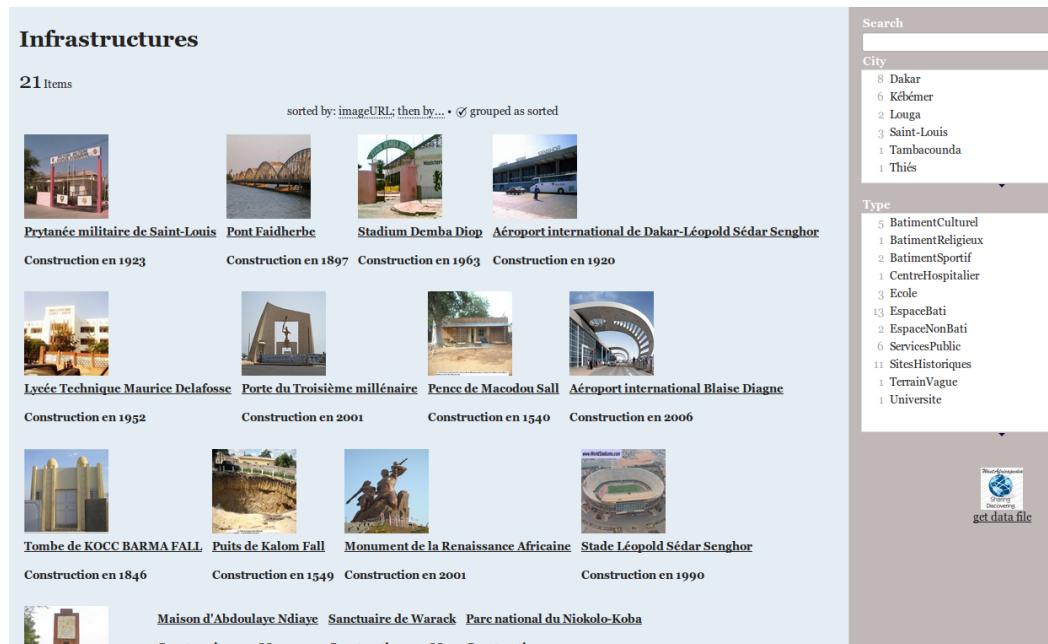 Infrastructures
21 Items
sorted by: imageURL; then by... • grouped as sorted
Prytanée militaire de Saint-Louis Pont Faidherbe Stadium Demba Diop Aéroport international de Dakar-Léopold Sédar Senghor
Construction en 1923 Construction en 1897 Construction en 1963 Construction en 1920
Lycée Technique Maurice Delafosse Porte du Troisième millénaire Pence de Macodou Sall Aéroport international Blaise Diagne
Construction en 1952 Construction en 2001 Construction en 1540 Construction en 2006
www.WorldStadiums.com
Tombe de KOCC BARMA FALL Puits de Kalom Fall Monument de la Renaissance Africaine Stade Léopold Sédar Senghor
Construction en 1846 Construction en 1549 Construction en 2001 Construction en 1990
Maison d'Abdoulaye Ndiaye Sanctuaire de Warack Parc national du Niokolo-Koba
Search
City
8 Dakar
6 Kébémer
2 Louga
3 Saint-Louis
1 Tambacounda
1 Thiés
Type
5 BatimentCulturel
1 BatimentReligieux
2 BatimentSportif
1 CentreHospitalier
3 Ecole
13 EspaceBati
2 EspaceNonBati
6 ServicesPublic
11 SitesHistoriques
1 TerrainVague
1 Universite
WestAfricapedia
Sharing
Discovering
get data file